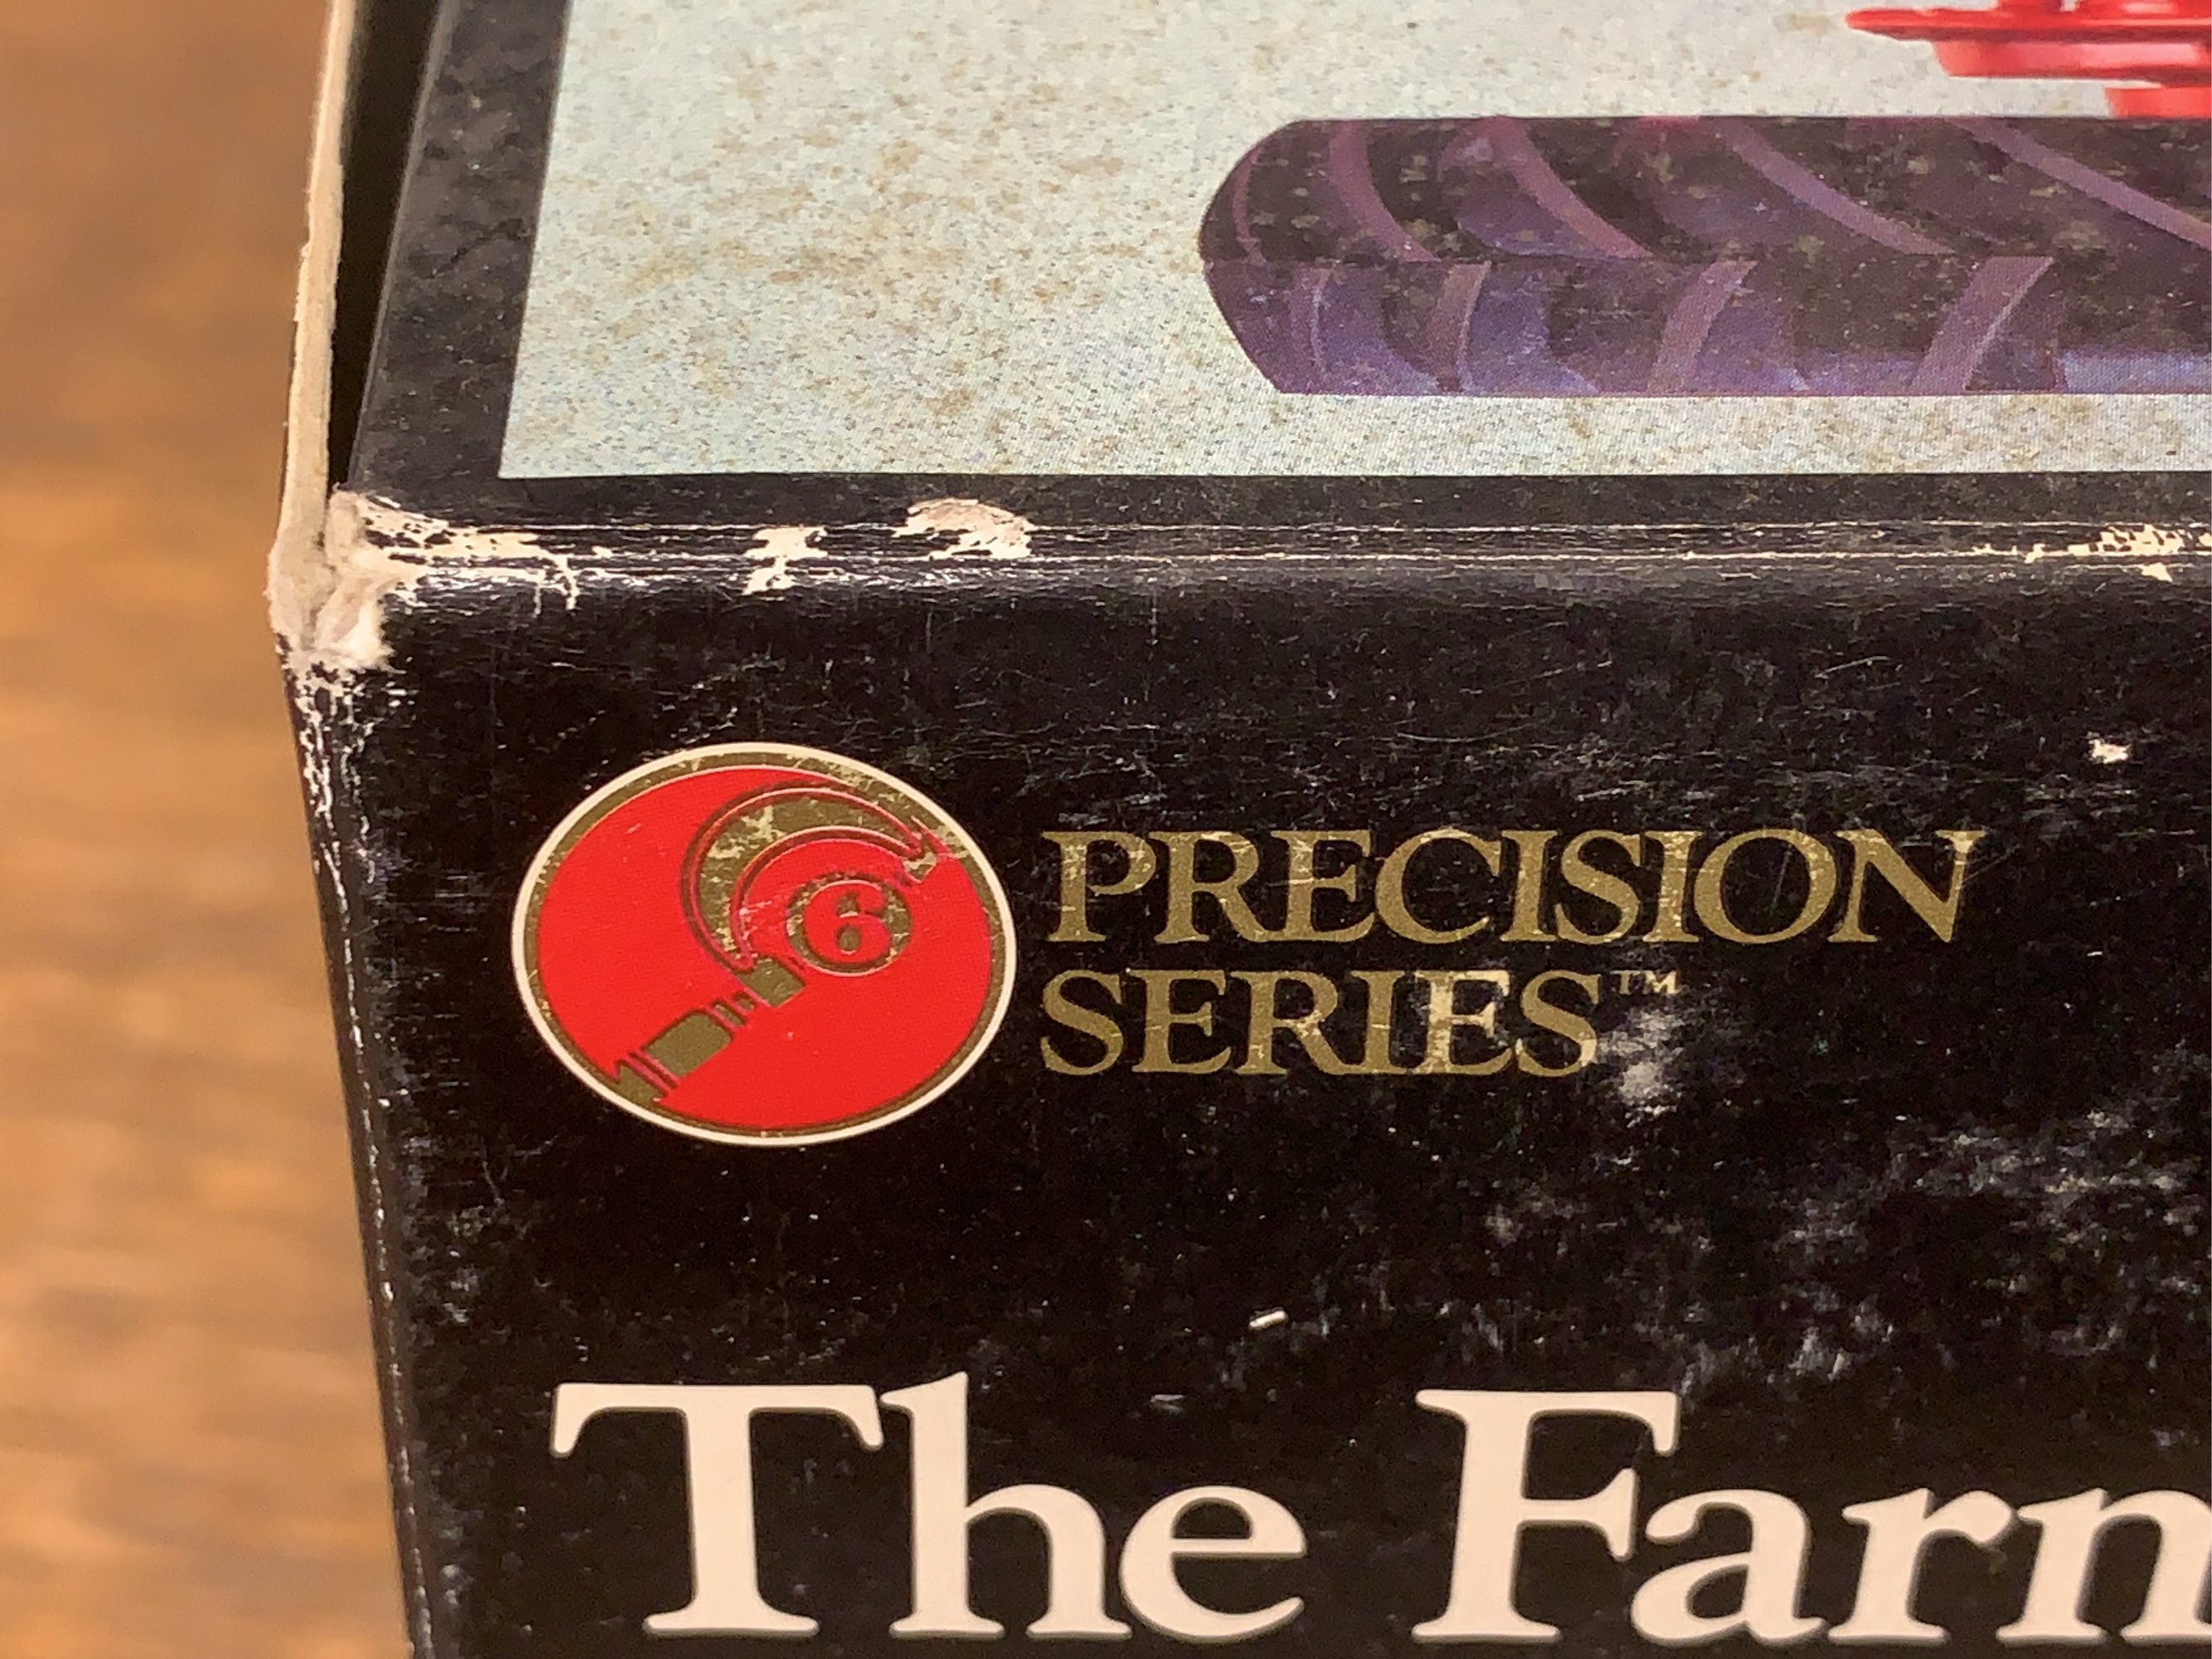 6
PRECISION
SERIES™
The Farm